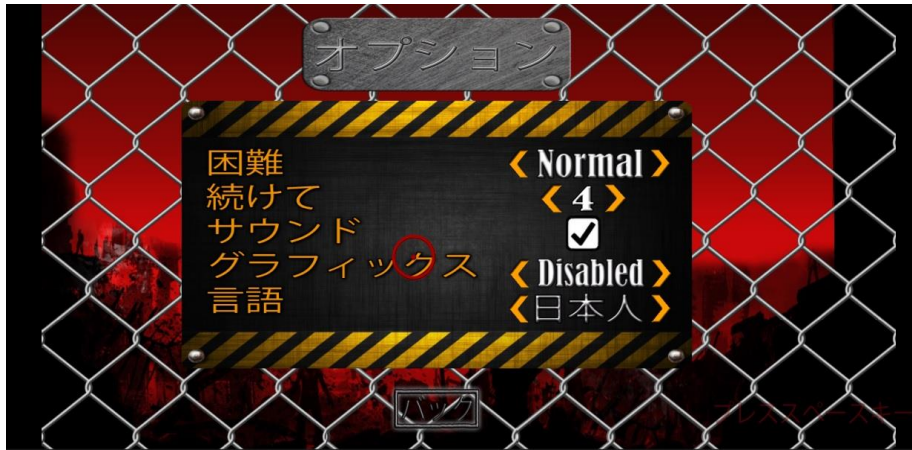 オプション
困難 Normal
続けて 4
サウンド
グラフィックス Disabled
言語 日本人
バック
プレススペースキー